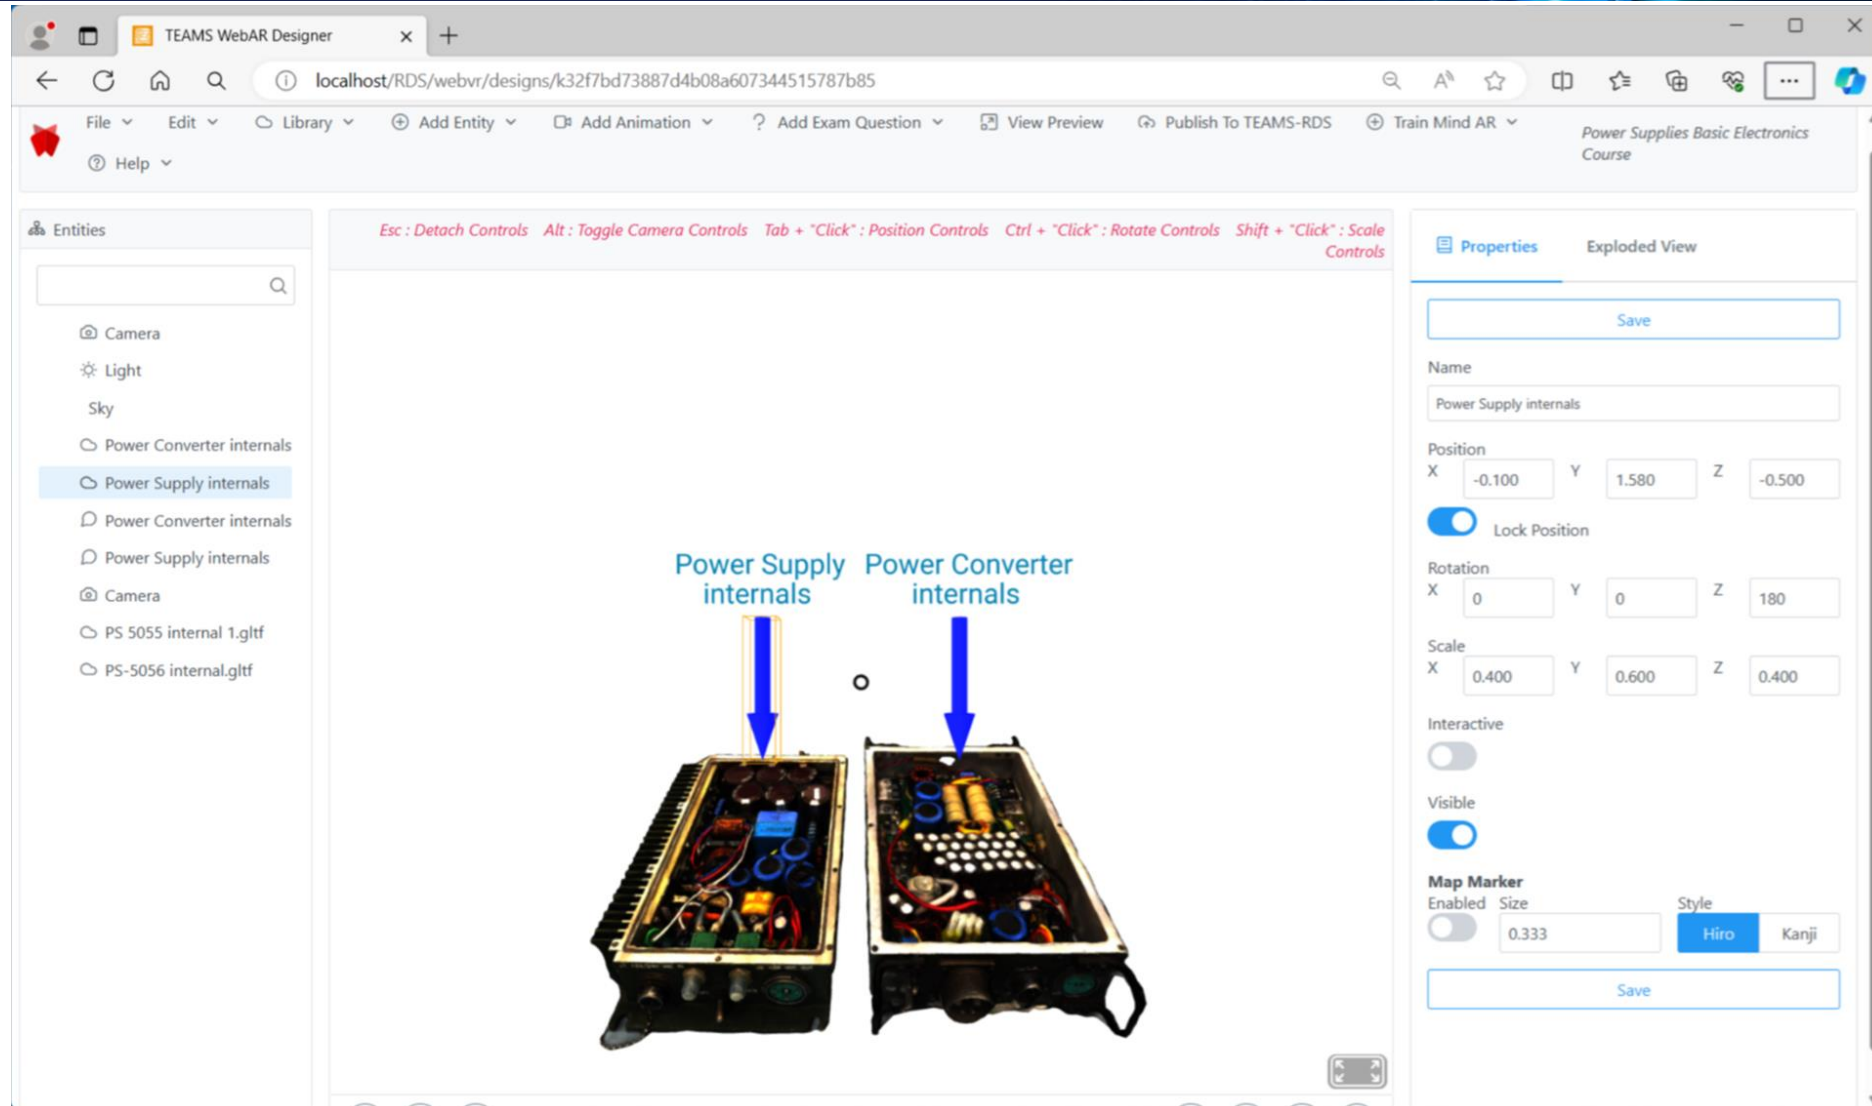 TEAMS WebAR Designer
localhost/RDS/webvr/designs/k32f7bd73887d4b08a607344515787b85
File Edit Library Add Entity Add Animation ? Add Exam Question View Preview Publish To TEAMS-RDS Train Mind AR
Help
Power Supplies Basic Electronics
Course
Entities
Camera
Light
Sky
Power Converter internals
Power Supply internals
Power Converter internals
Power Supply internals
Camera
PS 5055 internal 1.gltf
PS-5056 internal.gltf
Esc : Detach Controls Alt : Toggle Camera Controls Tab + "Click" : Position Controls Ctrl + "Click" : Rotate Controls Shift + "Click" : Scale
Controls
Power Supply
internals
Power Converter
internals
Properties Exploded View
Save
Name
Power Supply internals
Position
X -0.100 Y 1.580 Z -0.500
Lock Position
Rotation
X 0 Y 0 Z 180
Scale
X 0.400 Y 0.600 Z 0.400
Interactive
Visible
Map Marker
Enabled Size Style
0.333 Hiro Kanji
Save